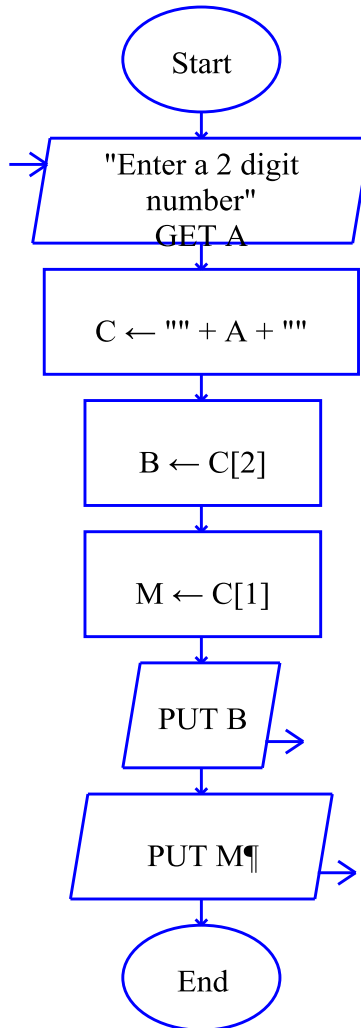 Start
"Enter a 2 digit
number"
GET A
C ← "" + A + ""
B ← C[2]
M ← C[1]
PUT B
PUT M¶
End